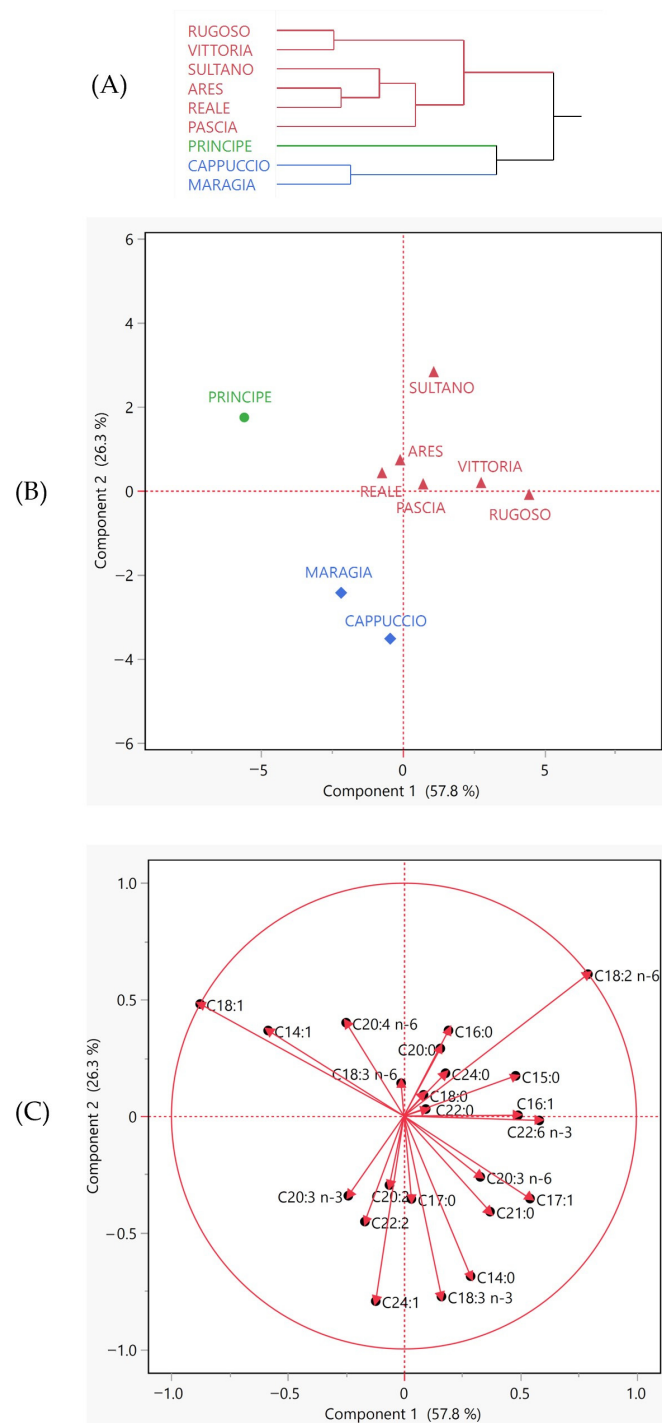 (A)
RUGOSO
VITTORIA
SULTANO
ARES
REALE
PASCIA
PRINCIPE
CAPPUCCIO
MARAGIA
(B)
Component 2 (26.3 %)
6
4
2
0
−2
−4
−6
SULTANO
PRINCIPE
ARES
VITTORIA
REALE
PASCIA
RUGOSO
MARAGIA
CAPPUCCIO
−5
0
5
Component 1 (57.8 %)
(C)
Component 2 (26.3 %)
1.0
0.5
0
−0.5
−1.0
C18:2 n-6
C18:1
C14:1
C20:4 n-6
C16:0
C20:0
C18:3 n-6
C24:0
C15:0
C18:0
C22:0
C16:1
C22:6 n-3
C20:3 n-6
C20:3 n-3
C20:2
C17:0
C17:1
C21:0
C22:2
C14:0
C24:1
C18:3 n-3
−1.0
−0.5
0
0.5
1.0
Component 1 (57.8 %)